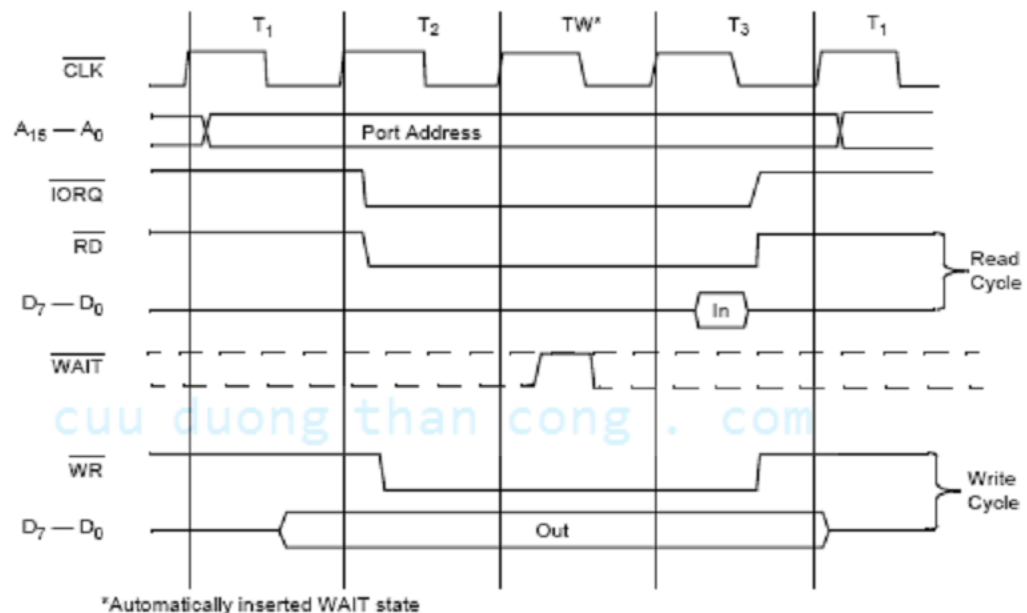 T₁ T₂ TW* T₃ T₁
CLK
A₁₅ — A₀ Port Address
IORQ
RD
Read
Cycle
D₇ — D₀ In
WAIT
cuu duong than cong . com
WR
Write
Cycle
D₇ — D₀ Out
*Automatically inserted WAIT state